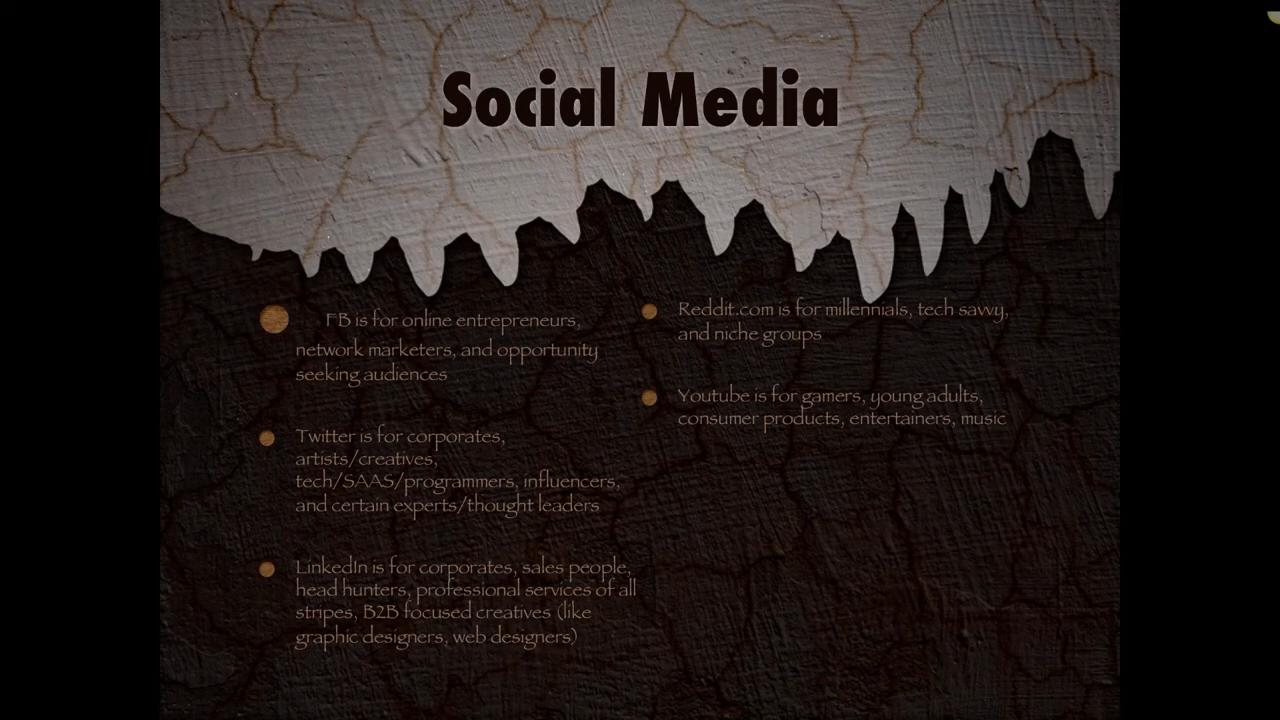 Social Media
FB is for online entrepreneurs,
network marketers, and opportunity
seeking audiences
Twitter is for corporates,
artists/creatives,
tech/SAAS/programmers, influencers,
and certain experts/thought leaders
LinkedIn is for corporates, sales people,
head hunters, professional services of all
stripes, B2B focused creatives (like
graphic designers, web designers)
Reddit.com is for millennials, tech savvy,
and niche groups
Youtube is for gamers, young adults,
consumer products, entertainers, music